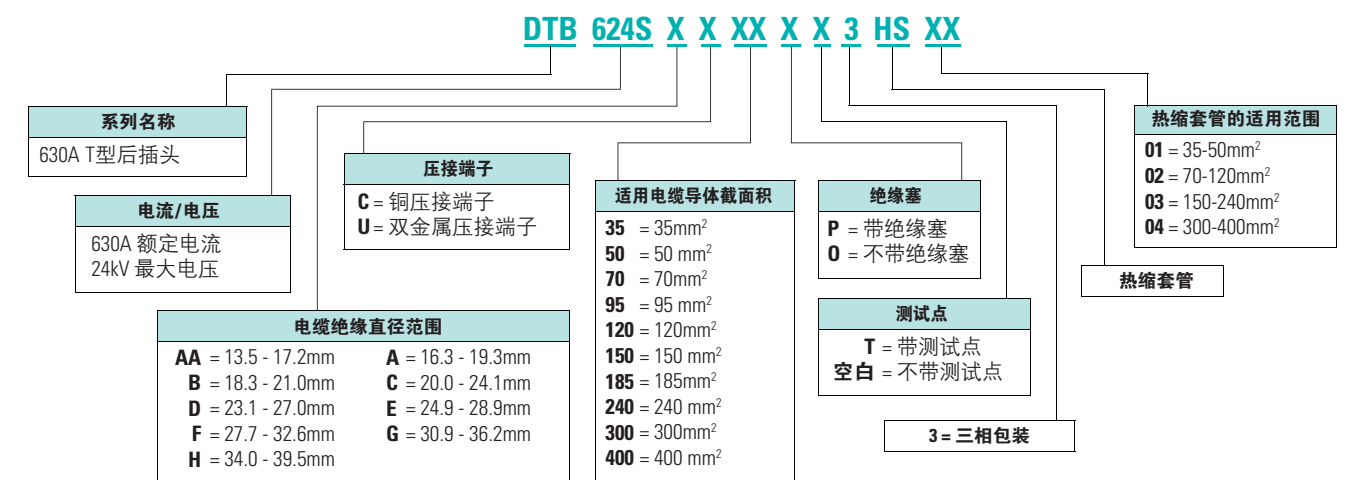 DTB 624S X X XX X X 3 HS XX
系列名称
630A T型后插头
电流/电压
630A 额定电流
24kV 最大电压
电缆绝缘直径范围
AA = 13.5 - 17.2mm
A = 16.3 - 19.3mm
B = 18.3 - 21.0mm
C = 20.0 - 24.1mm
D = 23.1 - 27.0mm
E = 24.9 - 28.9mm
F = 27.7 - 32.6mm
G = 30.9 - 36.2mm
H = 34.0 - 39.5mm
压接端子
C = 铜压接端子
U = 双金属压接端子
适用电缆导体截面积
35 = 35mm²
50 = 50 mm²
70 = 70mm²
95 = 95 mm²
120 = 120mm²
150 = 150 mm²
185 = 185mm²
240 = 240 mm²
300 = 300mm²
400 = 400 mm²
绝缘塞
P = 带绝缘塞
O = 不带绝缘塞
测试点
T = 带测试点
空白 = 不带测试点
3 = 三相包装
热缩套管
热缩套管的适用范围
01 = 35-50mm²
02 = 70-120mm²
03 = 150-240mm²
04 = 300-400mm²